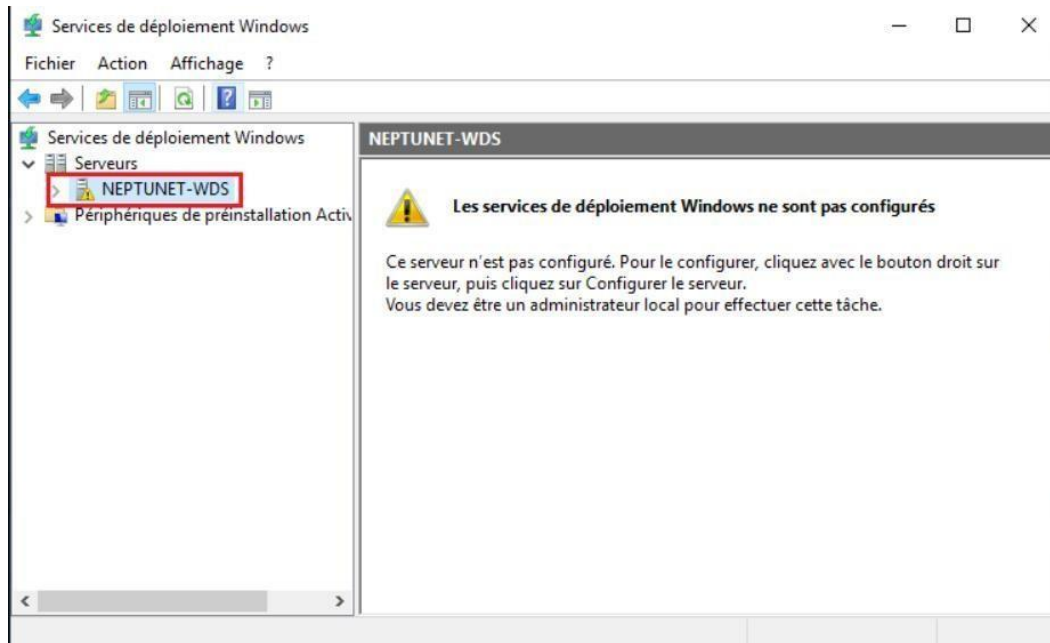 Services de déploiement Windows
Fichier Action Affichage ?
Services de déploiement Windows
Serveurs
NEPTUNET-WDS
Périphériques de préinstallation Activ
NEPTUNET-WDS
Les services de déploiement Windows ne sont pas configurés
Ce serveur n'est pas configuré. Pour le configurer, cliquez avec le bouton droit sur
le serveur, puis cliquez sur Configurer le serveur.
Vous devez être un administrateur local pour effectuer cette tâche.